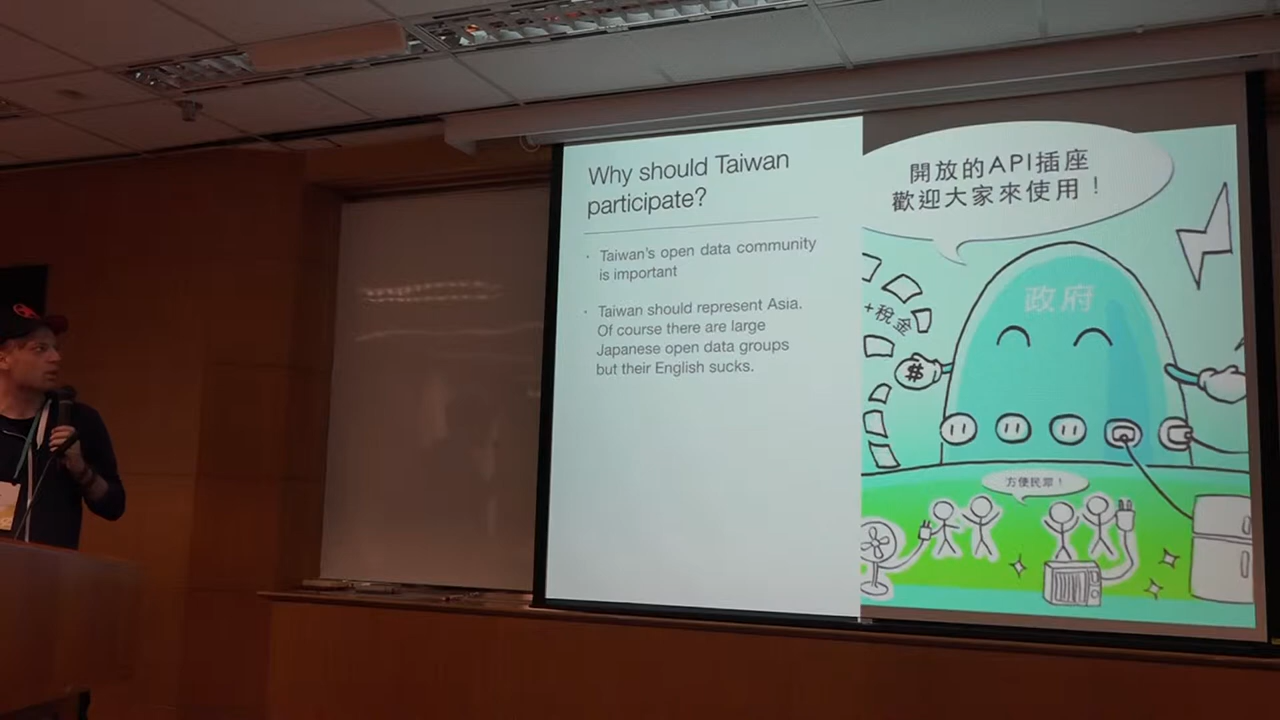 Why should Taiwan
participate?
· Taiwan's open data community
is important
· Taiwan should represent Asia.
Of course there are large
Japanese open data groups
but their English sucks.
開放的API插座
歡迎大家來使用！
政府
+稅金
#
方便民眾！